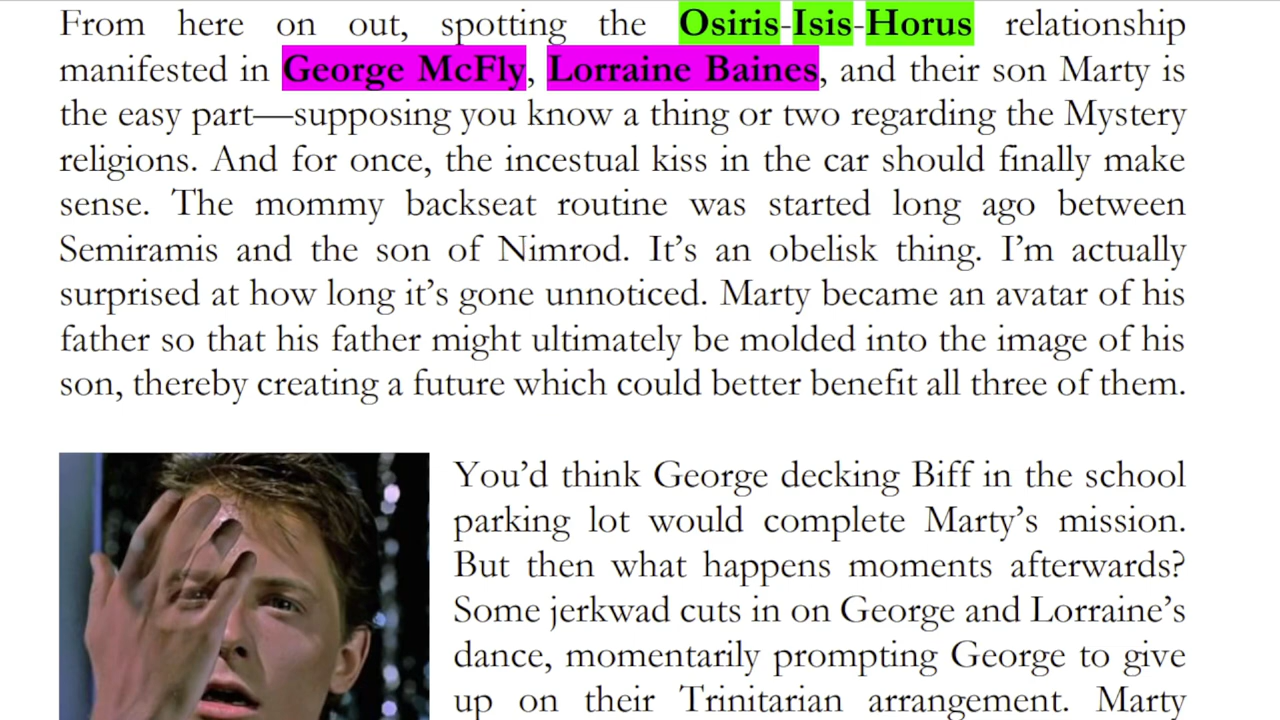 From here on out, spotting the Osiris-Isis-Horus relationship
manifested in George McFly, Lorraine Baines, and their son Marty is
the easy part—supposing you know a thing or two regarding the Mystery
religions. And for once, the incestual kiss in the car should finally make
sense. The mommy backseat routine was started long ago between
Semiramis and the son of Nimrod. It’s an obelisk thing. I’m actually
surprised at how long it’s gone unnoticed. Marty became an avatar of his
father so that his father might ultimately be molded into the image of his
son, thereby creating a future which could better benefit all three of them.
You’d think George decking Biff in the school
parking lot would complete Marty’s mission.
But then what happens moments afterwards?
Some jerkwad cuts in on George and Lorraine’s
dance, momentarily prompting George to give
up on their Trinitarian arrangement. Marty